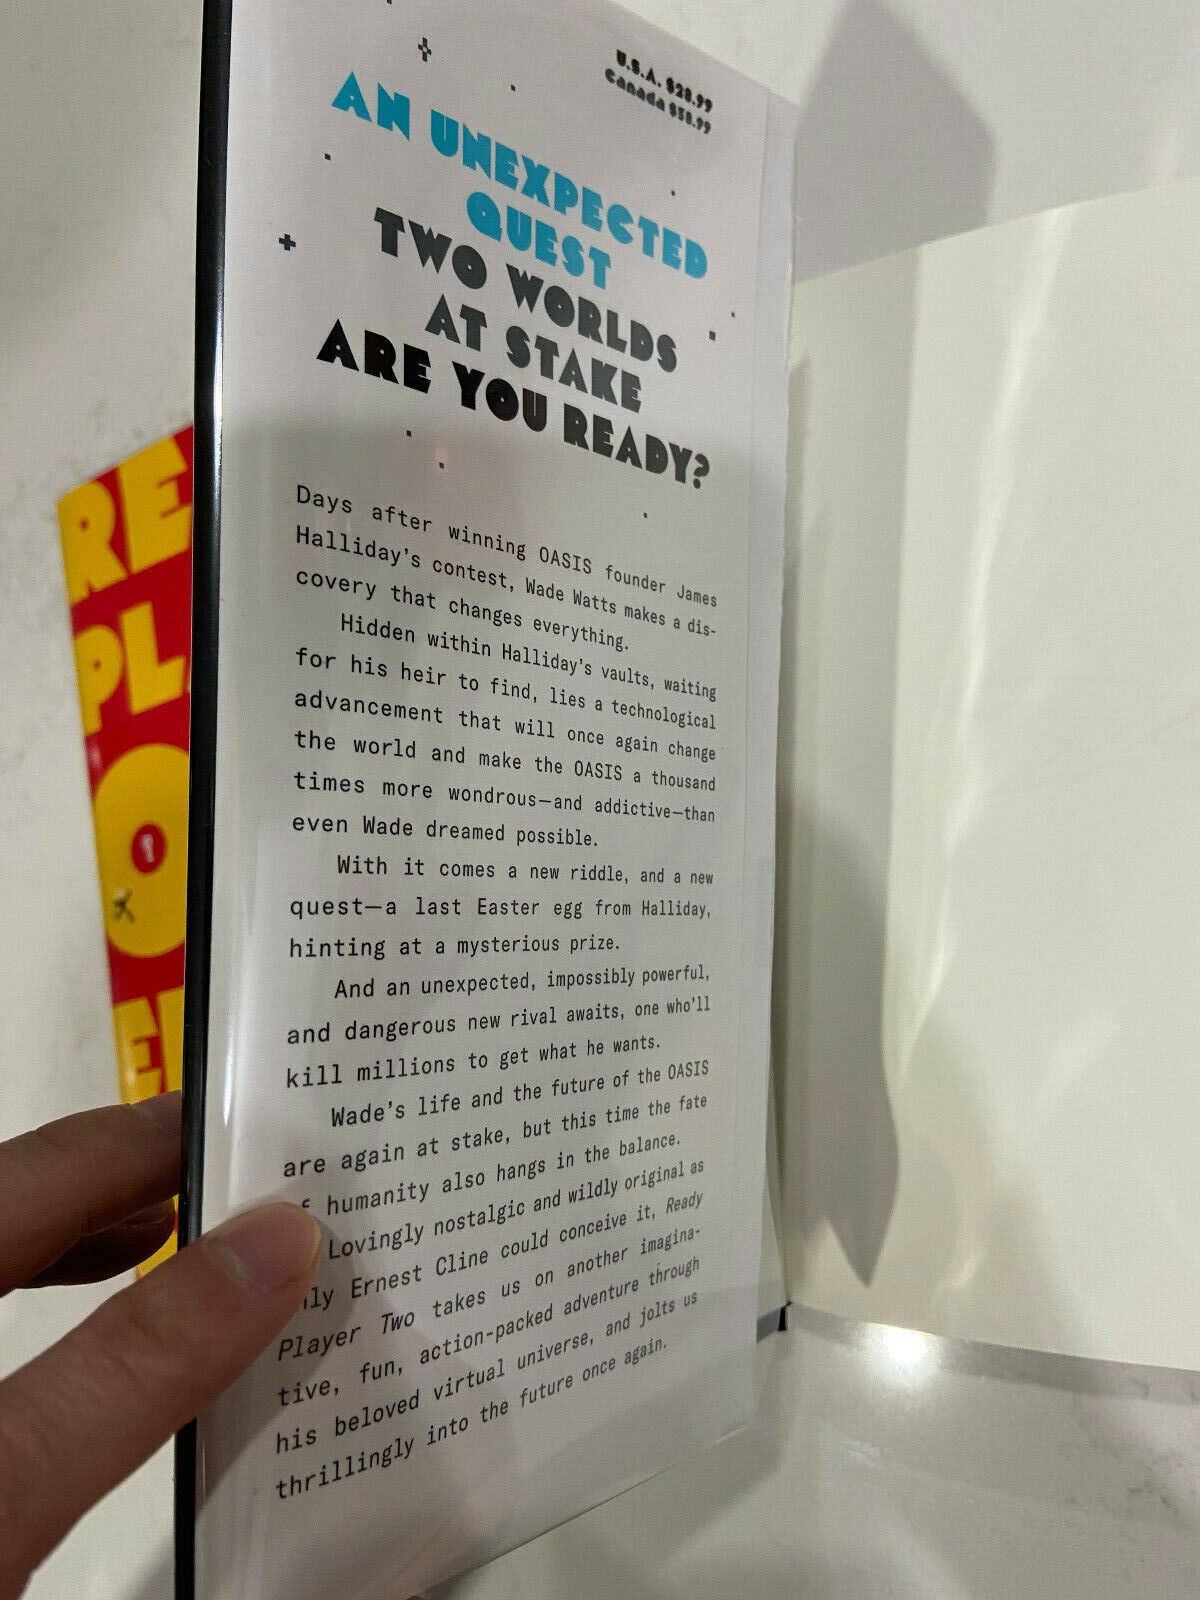 U.S.A. $28.99
Canada $38.99
AN UNEXPECTED
QUEST
TWO WORLDS
AT STAKE
ARE YOU READY?
Days after winning OASIS founder James
Halliday's contest, Wade Watts makes a dis-
covery that changes everything.
Hidden within Halliday's vaults, waiting
for his heir to find, lies a technological
advancement that will once again change
the world and make the OASIS a thousand
times more wondrous—and addictive—than
even Wade dreamed possible.
With it comes a new riddle, and a new
quest—a last Easter egg from Halliday,
hinting at a mysterious prize.
And an unexpected, impossibly powerful,
and dangerous new rival awaits, one who'll
kill millions to get what he wants.
Wade's life and the future of the OASIS
are again at stake, but this time the fate
humanity also hangs in the balance.
Lovingly nostalgic and wildly original as
Ernest Cline could conceive it, Ready
Player Two takes us on another imagina-
tive, fun, action-packed adventure through
his beloved virtual universe, and jolts us
thrillingly into the future once again.
RE
PL